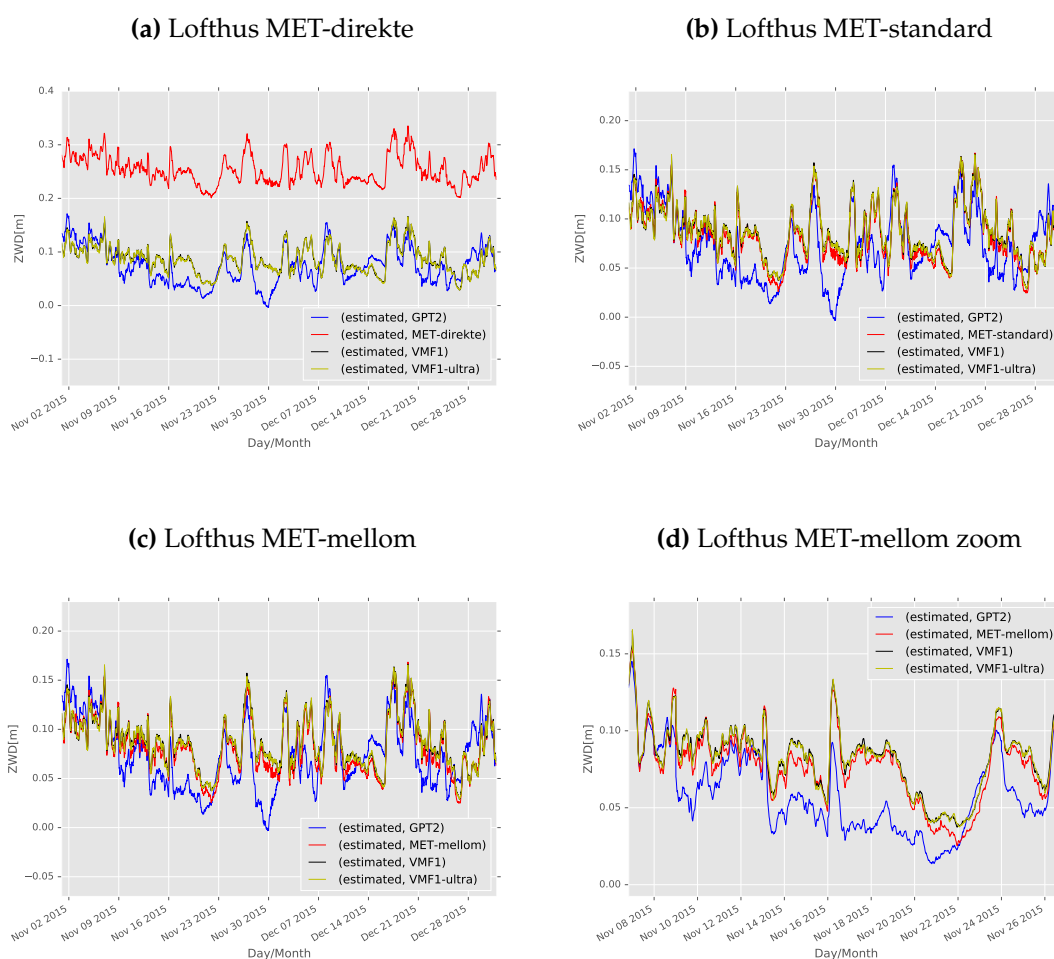 (a) Lofthus MET-direkte
0.4
0.3
0.2
0.1
0.0
−0.1
ZWD[m]
(estimated, GPT2)
(estimated, MET-direkte)
(estimated, VMF1)
(estimated, VMF1-ultra)
Nov 02 2015
Nov 09 2015
Nov 16 2015
Nov 23 2015
Nov 30 2015
Dec 07 2015
Dec 14 2015
Dec 21 2015
Dec 28 2015
Day/Month
(b) Lofthus MET-standard
0.20
0.15
0.10
0.05
0.00
−0.05
ZWD[m]
(estimated, GPT2)
(estimated, MET-standard)
(estimated, VMF1)
(estimated, VMF1-ultra)
Nov 02 2015
Nov 09 2015
Nov 16 2015
Nov 23 2015
Nov 30 2015
Dec 07 2015
Dec 14 2015
Dec 21 2015
Dec 28 2015
Day/Month
(c) Lofthus MET-mellom
0.20
0.15
0.10
0.05
0.00
−0.05
ZWD[m]
(estimated, GPT2)
(estimated, MET-mellom)
(estimated, VMF1)
(estimated, VMF1-ultra)
Nov 02 2015
Nov 09 2015
Nov 16 2015
Nov 23 2015
Nov 30 2015
Dec 07 2015
Dec 14 2015
Dec 21 2015
Dec 28 2015
Day/Month
(d) Lofthus MET-mellom zoom
0.15
0.10
0.05
0.00
ZWD[m]
(estimated, GPT2)
(estimated, MET-mellom)
(estimated, VMF1)
(estimated, VMF1-ultra)
Nov 08 2015
Nov 10 2015
Nov 12 2015
Nov 14 2015
Nov 16 2015
Nov 18 2015
Nov 20 2015
Nov 22 2015
Nov 24 2015
Nov 26 2015
Day/Month